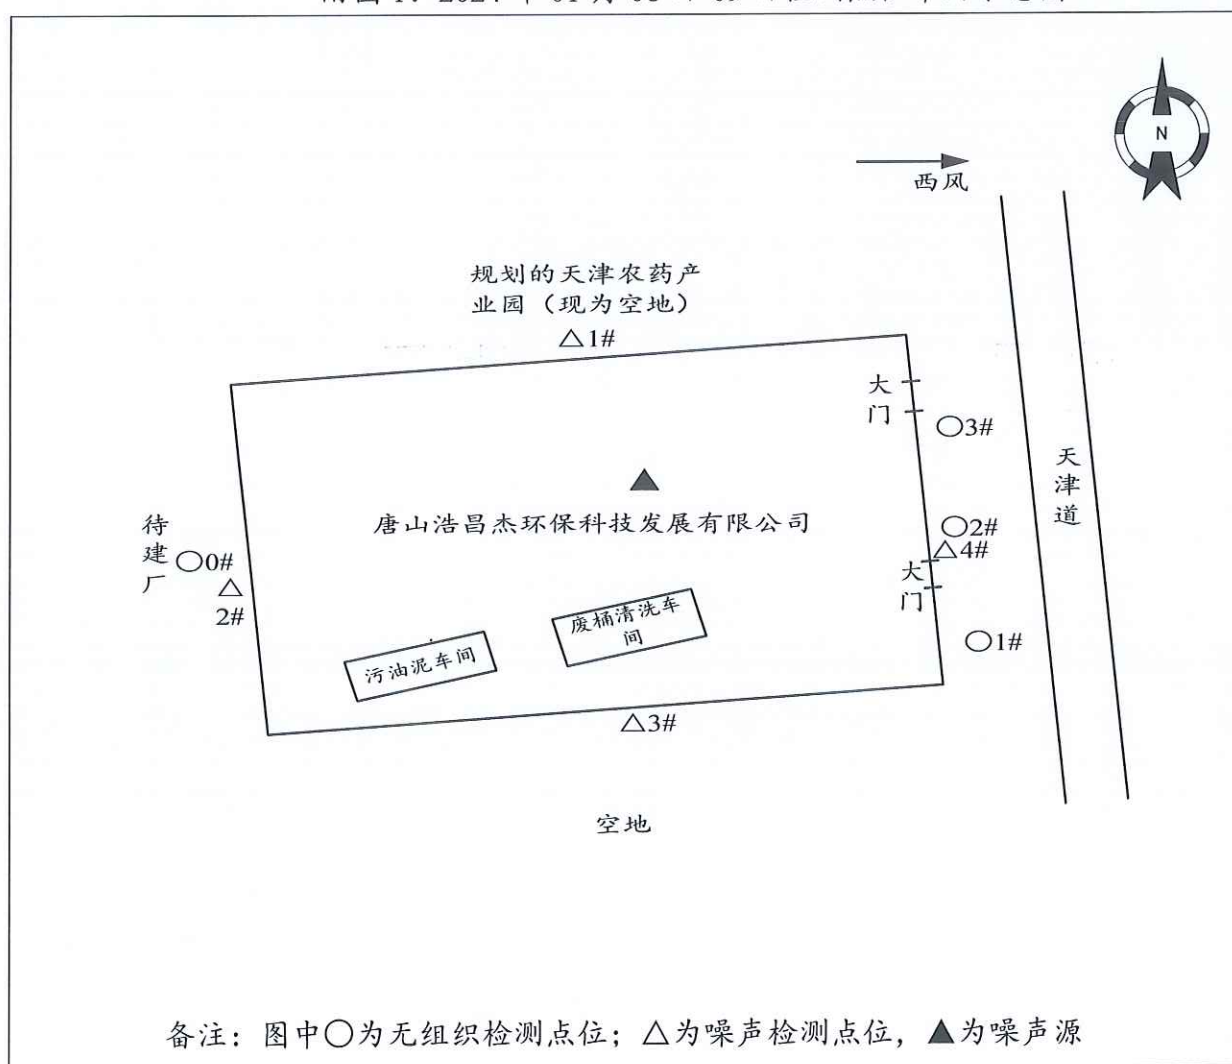 N
西风
规划的天津农药产
业园（现为空地）
△1#
大
门
○3#
天
津
道
唐山浩昌杰环保科技发展有限公司
待
建
厂
○0#
△
2#
○2#
△4#
大
门
废桶清洗车
间
○1#
污油泥车间
△3#
空地
备注：图中○为无组织检测点位；△为噪声检测点位，▲为噪声源